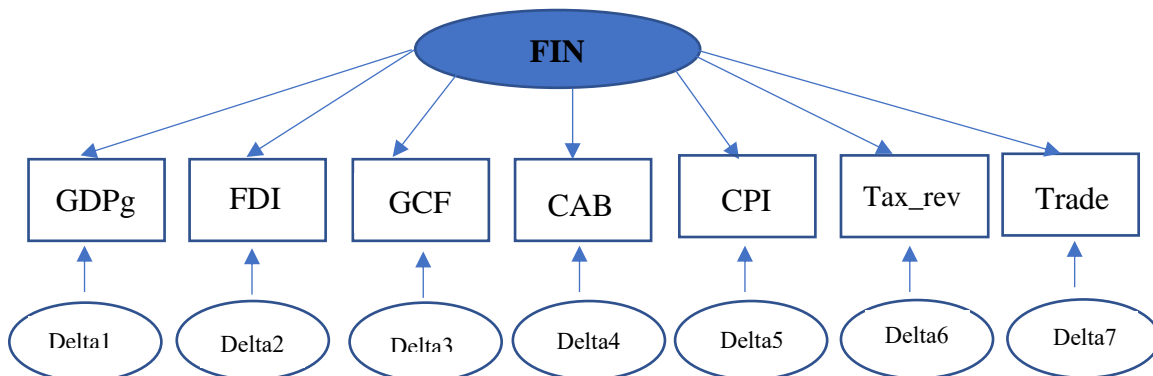 FIN
GDPg FDI GCF CAB CPI Tax_rev Trade
Delta1 Delta2 Delta3 Delta4 Delta5 Delta6 Delta7